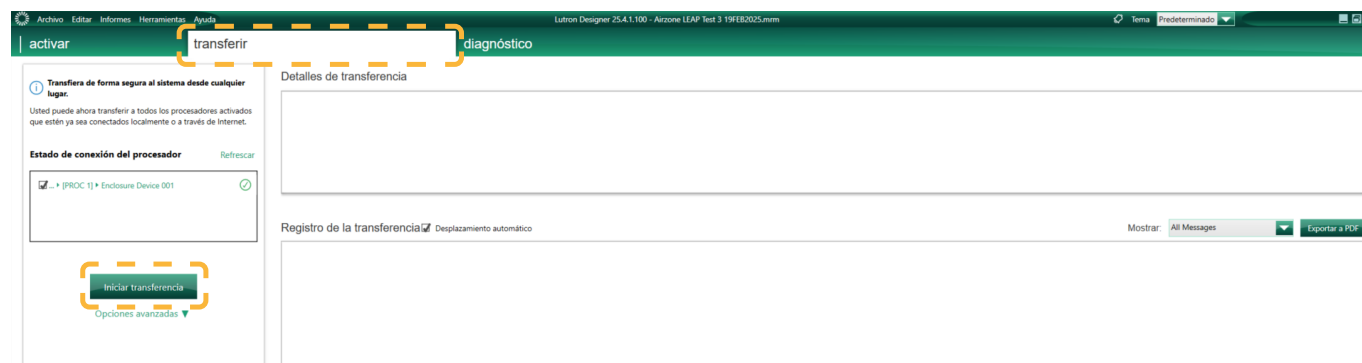 Archivo Editar Informes Herramientas Ayuda
Lutron Designer 25.4.1.100 - Airzone LEAP Test 3 19FEB2025.mrm
Tema Predeterminado
activar
transferir
diagnóstico
Transfiera de forma segura al sistema desde cualquier
lugar.
Usted puede ahora transferir a todos los procesadores activados
que estén ya sea conectados localmente o a través de Internet.
Estado de conexión del procesador
Refrescar
... ▸ [PROC 1] ▸ Enclosure Device 001
Iniciar transferencia
Opciones avanzadas ▼
Detalles de transferencia
Registro de la transferencia Desplazamiento automático
Mostrar: All Messages
Exportar a PDF